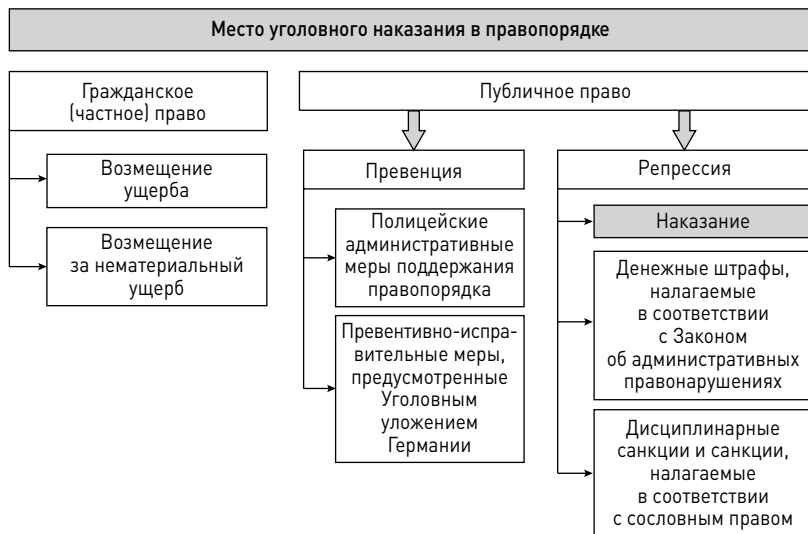 Место уголовного наказания в правопорядке
Гражданское
(частное) право
Возмещение
ущерба
Возмещение
за нематериальный
ущерб
Публичное право
Превенция
Полицейские
административные
меры поддержания
правопорядка
Превентивно-испра-
вительные меры,
предусмотренные
Уголовным
уложением
Германии
Репрессия
Наказание
Денежные штрафы,
налагаемые
в соответствии
с Законом
об административных
правонарушениях
Дисциплинарные
санкции и санкции,
налагаемые
в соответствии
с сословным правом